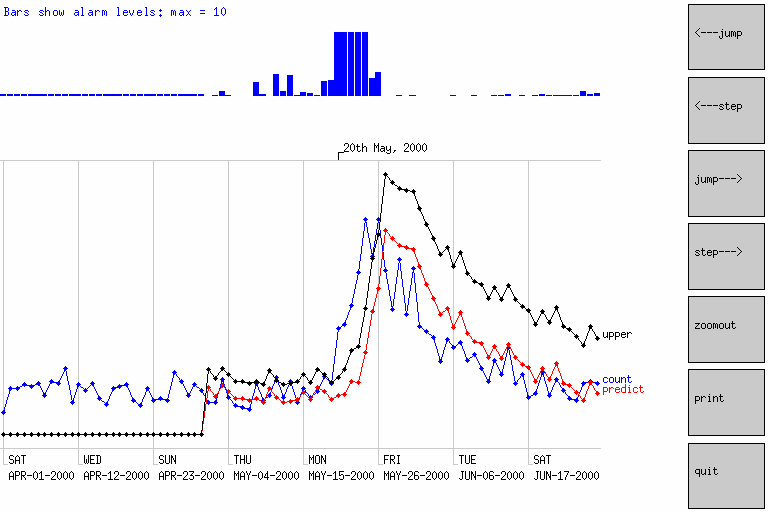 Bars show alarm levels: max = 10
<---jump
<---step
20th May, 2000
jump--->
step--->
zoomout
upper
count
predict
print
SAT WED SUN THU MON FRI TUE SAT
APR-01-2000 APR-12-2000 APR-23-2000 MAY-04-2000 MAY-15-2000 MAY-26-2000 JUN-06-2000 JUN-17-2000
quit